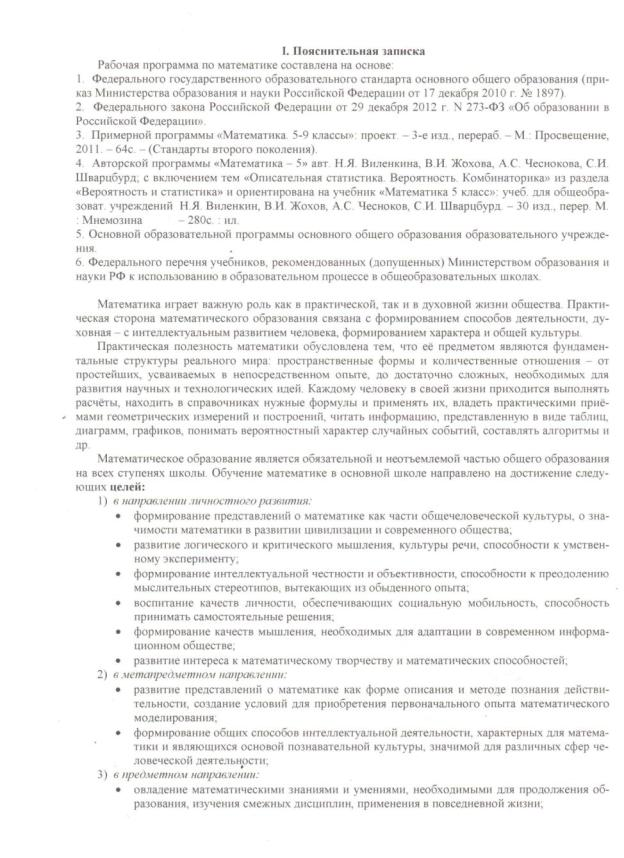 I. Пояснительная записка
Рабочая программа по математике составлена на основе:
1. Федерального государственного образовательного стандарта основного общего образования (при-
каз Министерства образования и науки Российской Федерации от 17 декабря 2010 г. № 1897).
2. Федерального закона Российской Федерации от 29 декабря 2012 г. N 273-ФЗ «Об образовании в
Российской Федерации».
3. Примерной программы «Математика. 5-9 классы»: проект. – 3-е изд., перераб. – М.: Просвещение,
2011. – 64с. – (Стандарты второго поколения).
4. Авторской программы «Математика – 5» авт. Н.Я. Виленкина, В.И. Жохова, А.С. Чеснокова, С.И.
Шварцбурд; с включением тем «Описательная статистика. Вероятность. Комбинаторика» из раздела
«Вероятность и статистика» и ориентирована на учебник «Математика 5 класс»: учеб. для общеобра-
зоват. учреждений Н.Я. Виленкин, В.И. Жохов, А.С. Чесноков, С.И. Шварцбурд. – 30 изд., перер. М.
: Мнемозина – 280с. : ил.
5. Основной образовательной программы основного общего образования образовательного учрежде-
ния.
6. Федерального перечня учебников, рекомендованных (допущенных) Министерством образования и
науки РФ к использованию в образовательном процессе в общеобразовательных школах.
Математика играет важную роль как в практической, так и в духовной жизни общества. Практи-
ческая сторона математического образования связана с формированием способов деятельности, ду-
ховная – с интеллектуальным развитием человека, формированием характера и общей культуры.
Практическая полезность математики обусловлена тем, что её предметом являются фундамен-
тальные структуры реального мира: пространственные формы и количественные отношения – от
простейших, усваиваемых в непосредственном опыте, до достаточно сложных, необходимых для
развития научных и технологических идей. Каждому человеку в своей жизни приходится выполнять
расчёты, находить в справочниках нужные формулы и применять их, владеть практическими приё-
мами геометрических измерений и построений, читать информацию, представленную в виде таблиц,
диаграмм, графиков, понимать вероятностный характер случайных событий, составлять алгоритмы и
др.
Математическое образование является обязательной и неотъемлемой частью общего образования
на всех ступенях школы. Обучение математике в основной школе направлено на достижение следу-
ющих целей:
1) в направлении личностного развития:
• формирование представлений о математике как части общечеловеческой культуры, о зна-
чимости математики в развитии цивилизации и современного общества;
• развитие логического и критического мышления, культуры речи, способности к умствен-
ному эксперименту;
• формирование интеллектуальной честности и объективности, способности к преодолению
мыслительных стереотипов, вытекающих из обыденного опыта;
• воспитание качеств личности, обеспечивающих социальную мобильность, способность
принимать самостоятельные решения;
• формирование качеств мышления, необходимых для адаптации в современном информа-
ционном обществе;
• развитие интереса к математическому творчеству и математических способностей;
2) в метапредметном направлении:
• развитие представлений о математике как форме описания и методе познания действи-
тельности, создание условий для приобретения первоначального опыта математического
моделирования;
• формирование общих способов интеллектуальной деятельности, характерных для матема-
тики и являющихся основой познавательной культуры, значимой для различных сфер че-
ловеческой деятельности;
3) в предметном направлении:
• овладение математическими знаниями и умениями, необходимыми для продолжения об-
разования, изучения смежных дисциплин, применения в повседневной жизни;